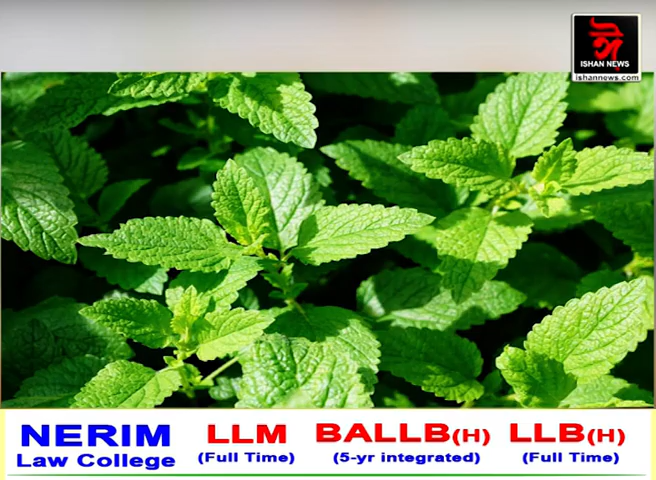 ঈ
ISHAN NEWS
ishannews.com
NERIM
Law College
LLM
(Full Time)
BALLB(H)
(5-yr integrated)
LLB(H)
(Full Time)